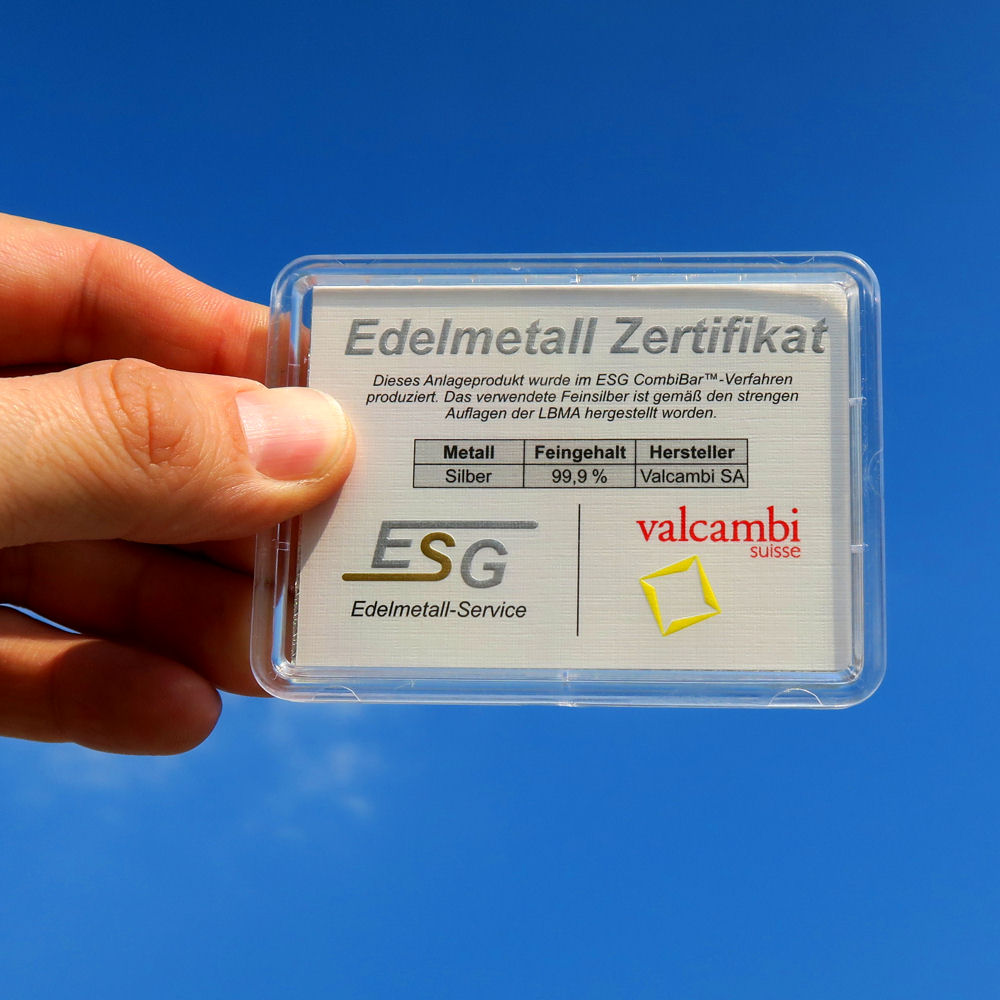 Edelmetall Zertifikat
Dieses Anlageprodukt wurde im ESG CombiBar™-Verfahren
produziert. Das verwendete Feinsilber ist gemäß den strengen
Auflagen der LBMA hergestellt worden.
Metall Feingehalt Hersteller
Silber 99,9 % Valcambi SA
ESG
Edelmetall-Service
valcambi
suisse